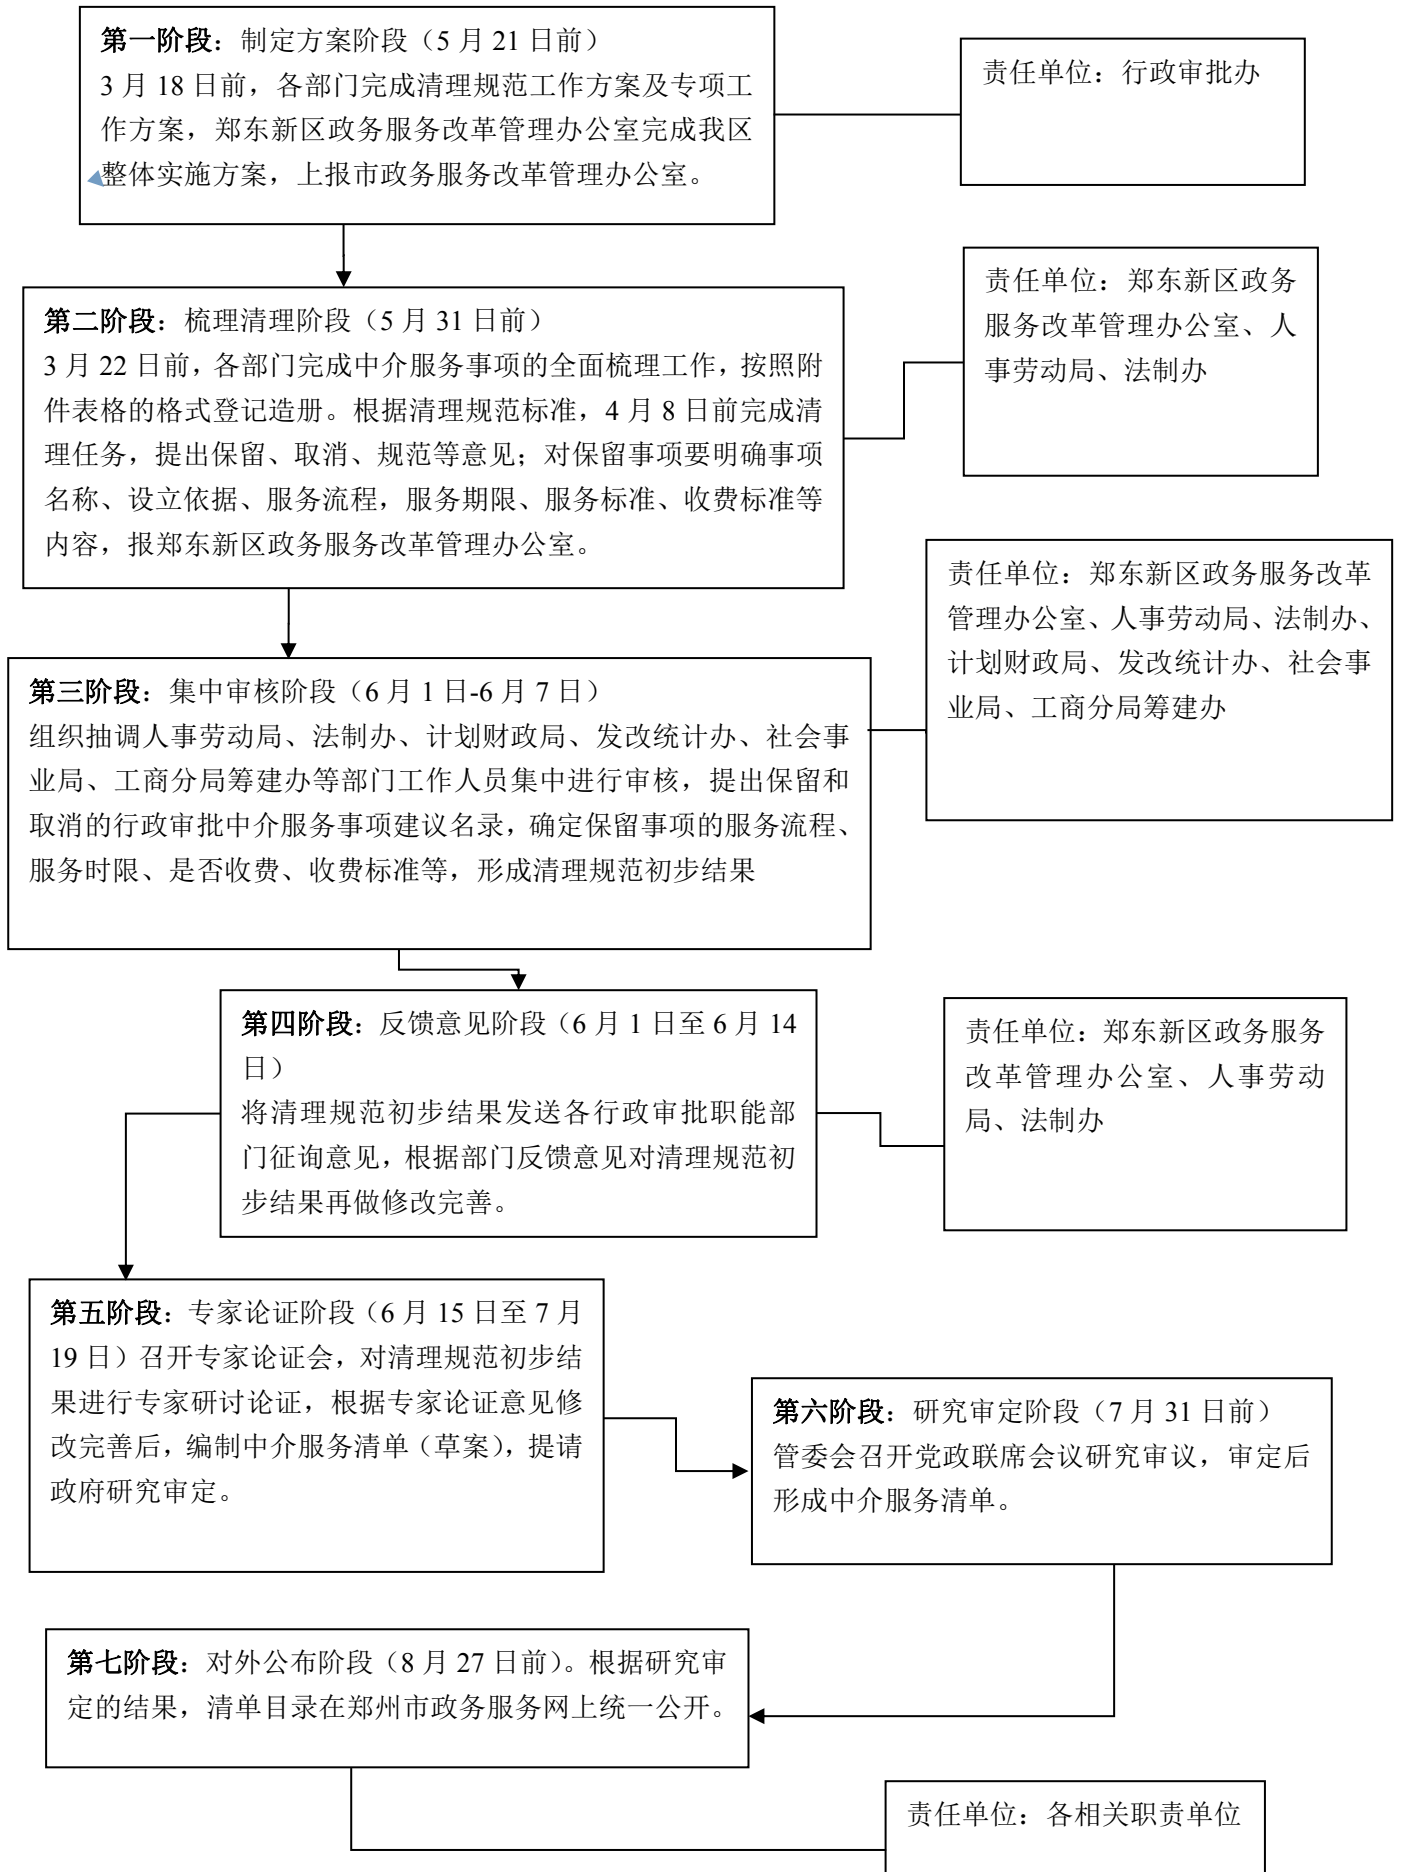 第一阶段：制定方案阶段（5 月 21 日前）
3 月 18 日前，各部门完成清理规范工作方案及专项工
作方案，郑东新区政务服务改革管理办公室完成我区
整体实施方案，上报市政务服务改革管理办公室。
责任单位：行政审批办
第二阶段：梳理清理阶段（5 月 31 日前）
3 月 22 日前，各部门完成中介服务事项的全面梳理工作，按照附
件表格的格式登记造册。根据清理规范标准，4 月 8 日前完成清
理任务，提出保留、取消、规范等意见；对保留事项要明确事项
名称、设立依据、服务流程，服务期限、服务标准、收费标准等
内容，报郑东新区政务服务改革管理办公室。
责任单位：郑东新区政务
服务改革管理办公室、人
事劳动局、法制办
第三阶段：集中审核阶段（6 月 1 日-6 月 7 日）
组织抽调人事劳动局、法制办、计划财政局、发改统计办、社会事
业局、工商分局筹建办等部门工作人员集中进行审核，提出保留和
取消的行政审批中介服务事项建议名录，确定保留事项的服务流程、
服务时限、是否收费、收费标准等，形成清理规范初步结果
责任单位：郑东新区政务服务改革
管理办公室、人事劳动局、法制办、
计划财政局、发改统计办、社会事
业局、工商分局筹建办
第四阶段：反馈意见阶段（6 月 1 日至 6 月 14
日）
将清理规范初步结果发送各行政审批职能部
门征询意见，根据部门反馈意见对清理规范初
步结果再做修改完善。
责任单位：郑东新区政务服务
改革管理办公室、人事劳动
局、法制办
第五阶段：专家论证阶段（6 月 15 日至 7 月
19 日）召开专家论证会，对清理规范初步结
果进行专家研讨论证，根据专家论证意见修
改完善后，编制中介服务清单（草案），提请
政府研究审定。
第六阶段：研究审定阶段（7 月 31 日前）
管委会召开党政联席会议研究审议，审定后
形成中介服务清单。
第七阶段：对外公布阶段（8 月 27 日前）。根据研究审
定的结果，清单目录在郑州市政务服务网上统一公开。
责任单位：各相关职责单位